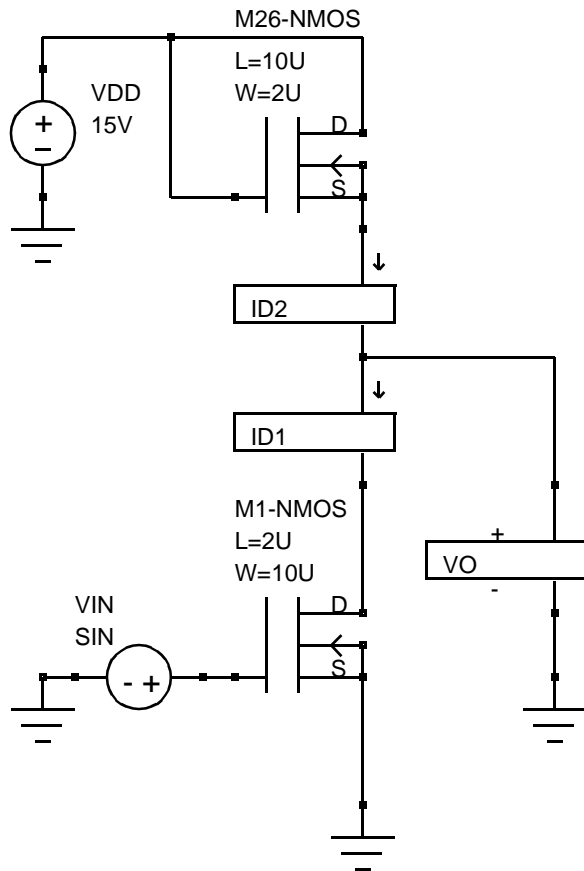 M26-NMOS
L=10U
W=2U
VDD
15V
+
-
D
S
ID2
ID1
M1-NMOS
L=2U
W=10U
D
S
VIN
SIN
- +
+
VO
-